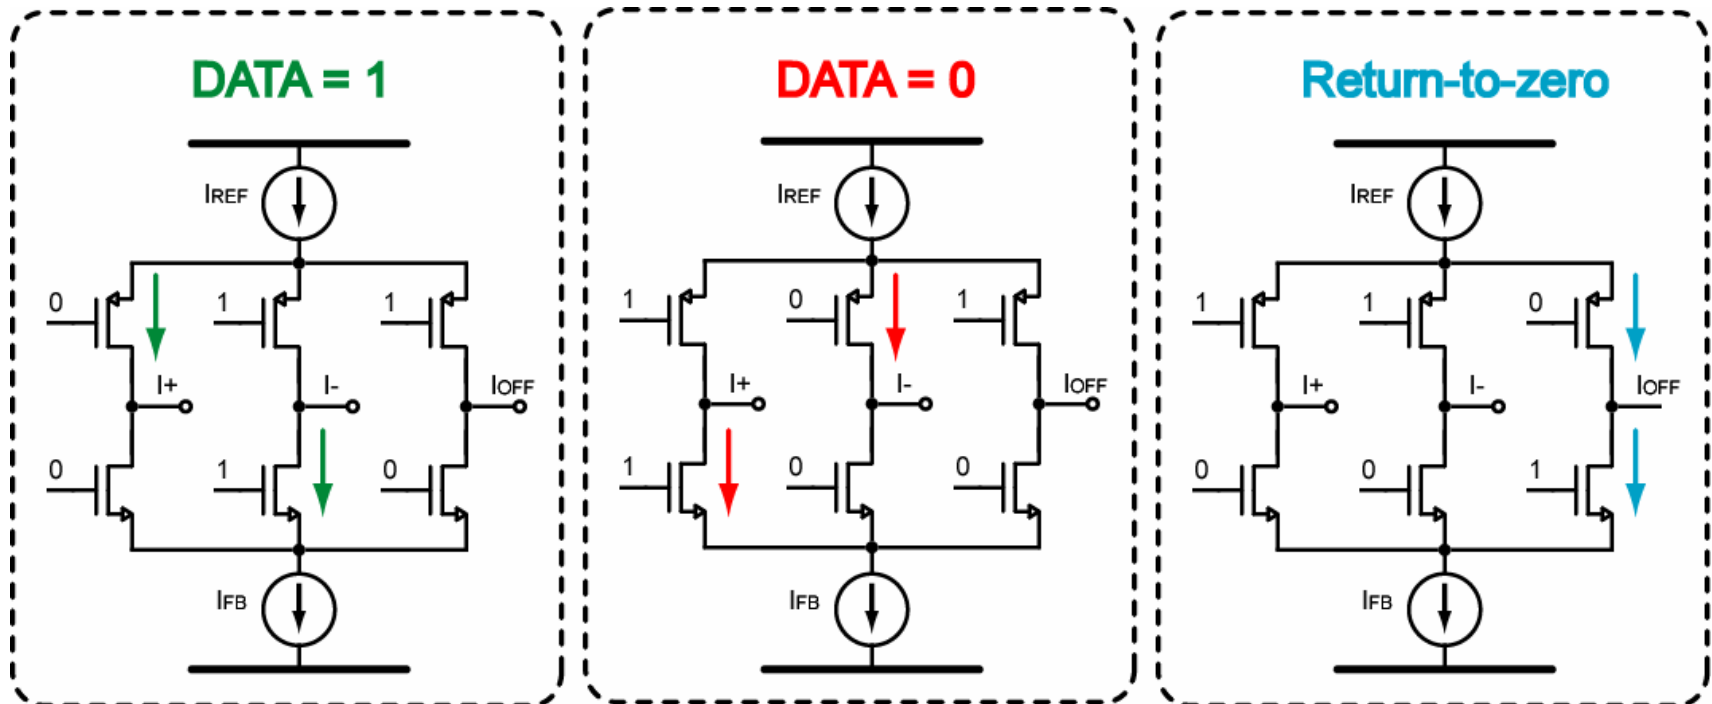 DATA = 1
IREF
0 1 1
I+ I- IOFF
0 1 0
IFB
DATA = 0
IREF
1 0 1
I+ I- IOFF
1 0 0
IFB
Return-to-zero
IREF
1 1 0
I+ I- IOFF
0 0 1
IFB